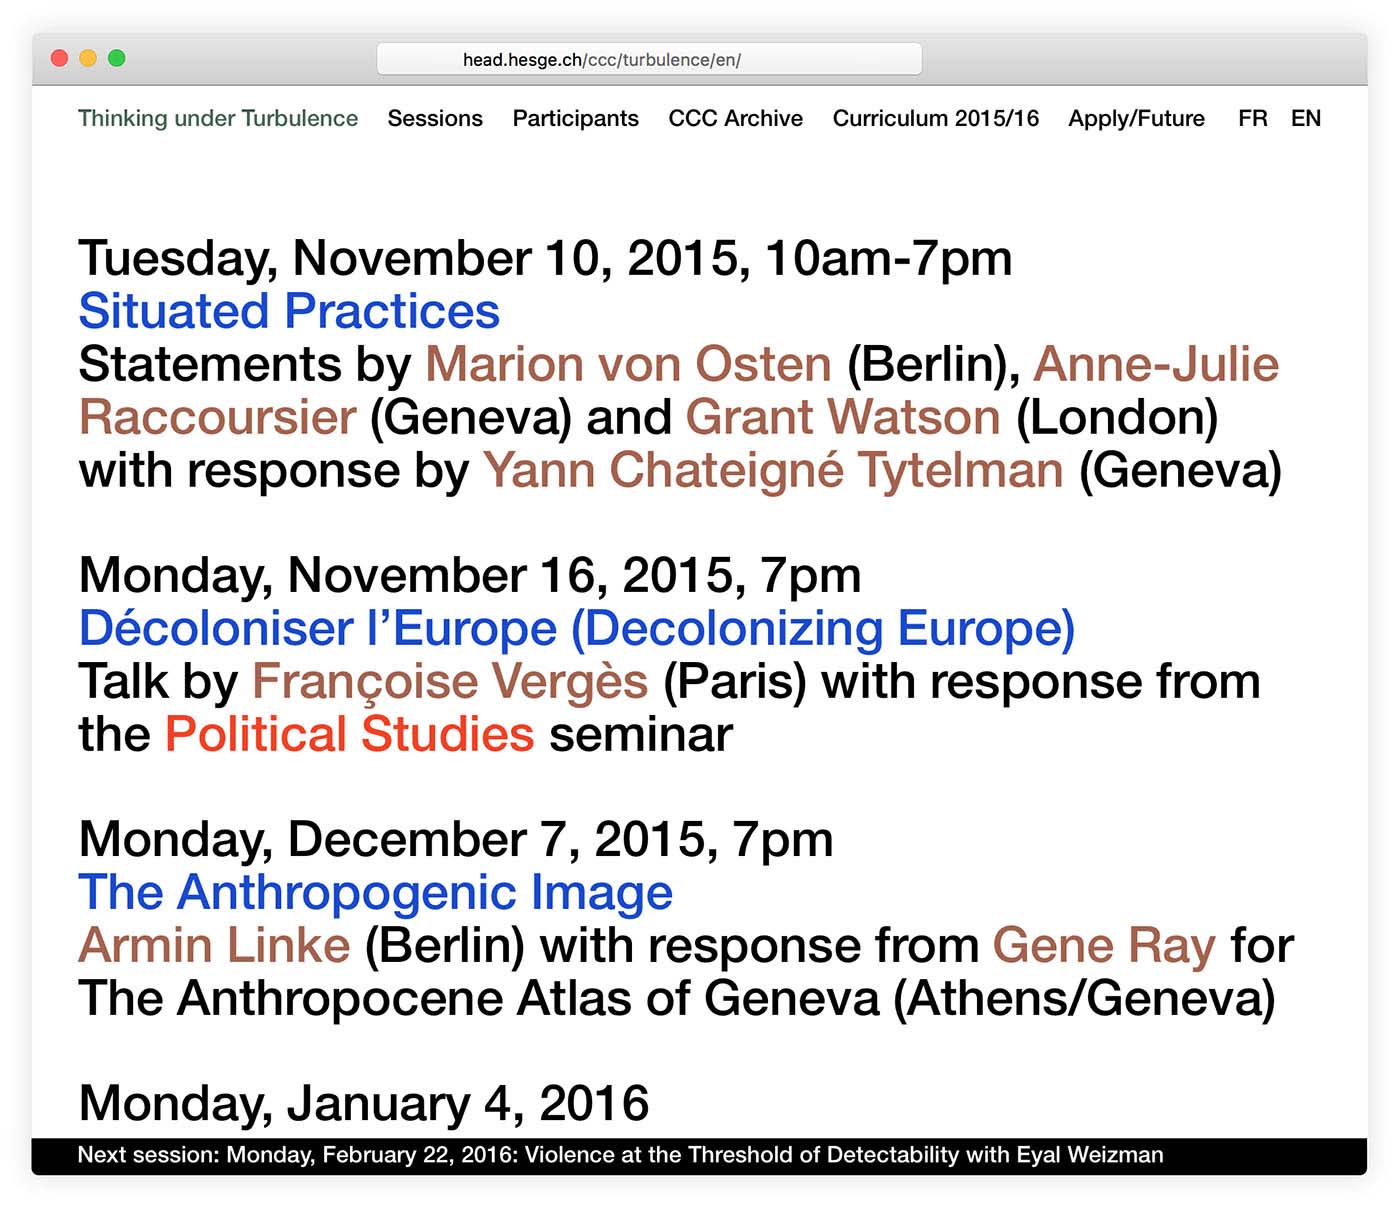 head.hesge.ch/ccc/turbulence/en/
Thinking under Turbulence Sessions Participants CCC Archive Curriculum 2015/16 Apply/Future FR EN
Tuesday, November 10, 2015, 10am-7pm
Situated Practices
Statements by Marion von Osten (Berlin), Anne-Julie
Raccoursier (Geneva) and Grant Watson (London)
with response by Yann Chateigné Tytelman (Geneva)
Monday, November 16, 2015, 7pm
Décoloniser l’Europe (Decolonizing Europe)
Talk by Françoise Vergès (Paris) with response from
the Political Studies seminar
Monday, December 7, 2015, 7pm
The Anthropogenic Image
Armin Linke (Berlin) with response from Gene Ray for
The Anthropocene Atlas of Geneva (Athens/Geneva)
Monday, January 4, 2016
Next session: Monday, February 22, 2016: Violence at the Threshold of Detectability with Eyal Weizman